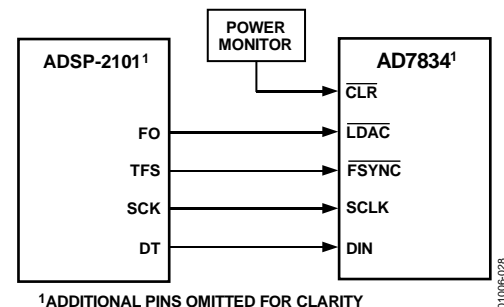 POWER
MONITOR
ADSP-2101¹
AD7834¹
CLR
FO
LDAC
TFS
FSYNC
SCK
SCLK
DT
DIN
¹ADDITIONAL PINS OMITTED FOR CLARITY
01006-028